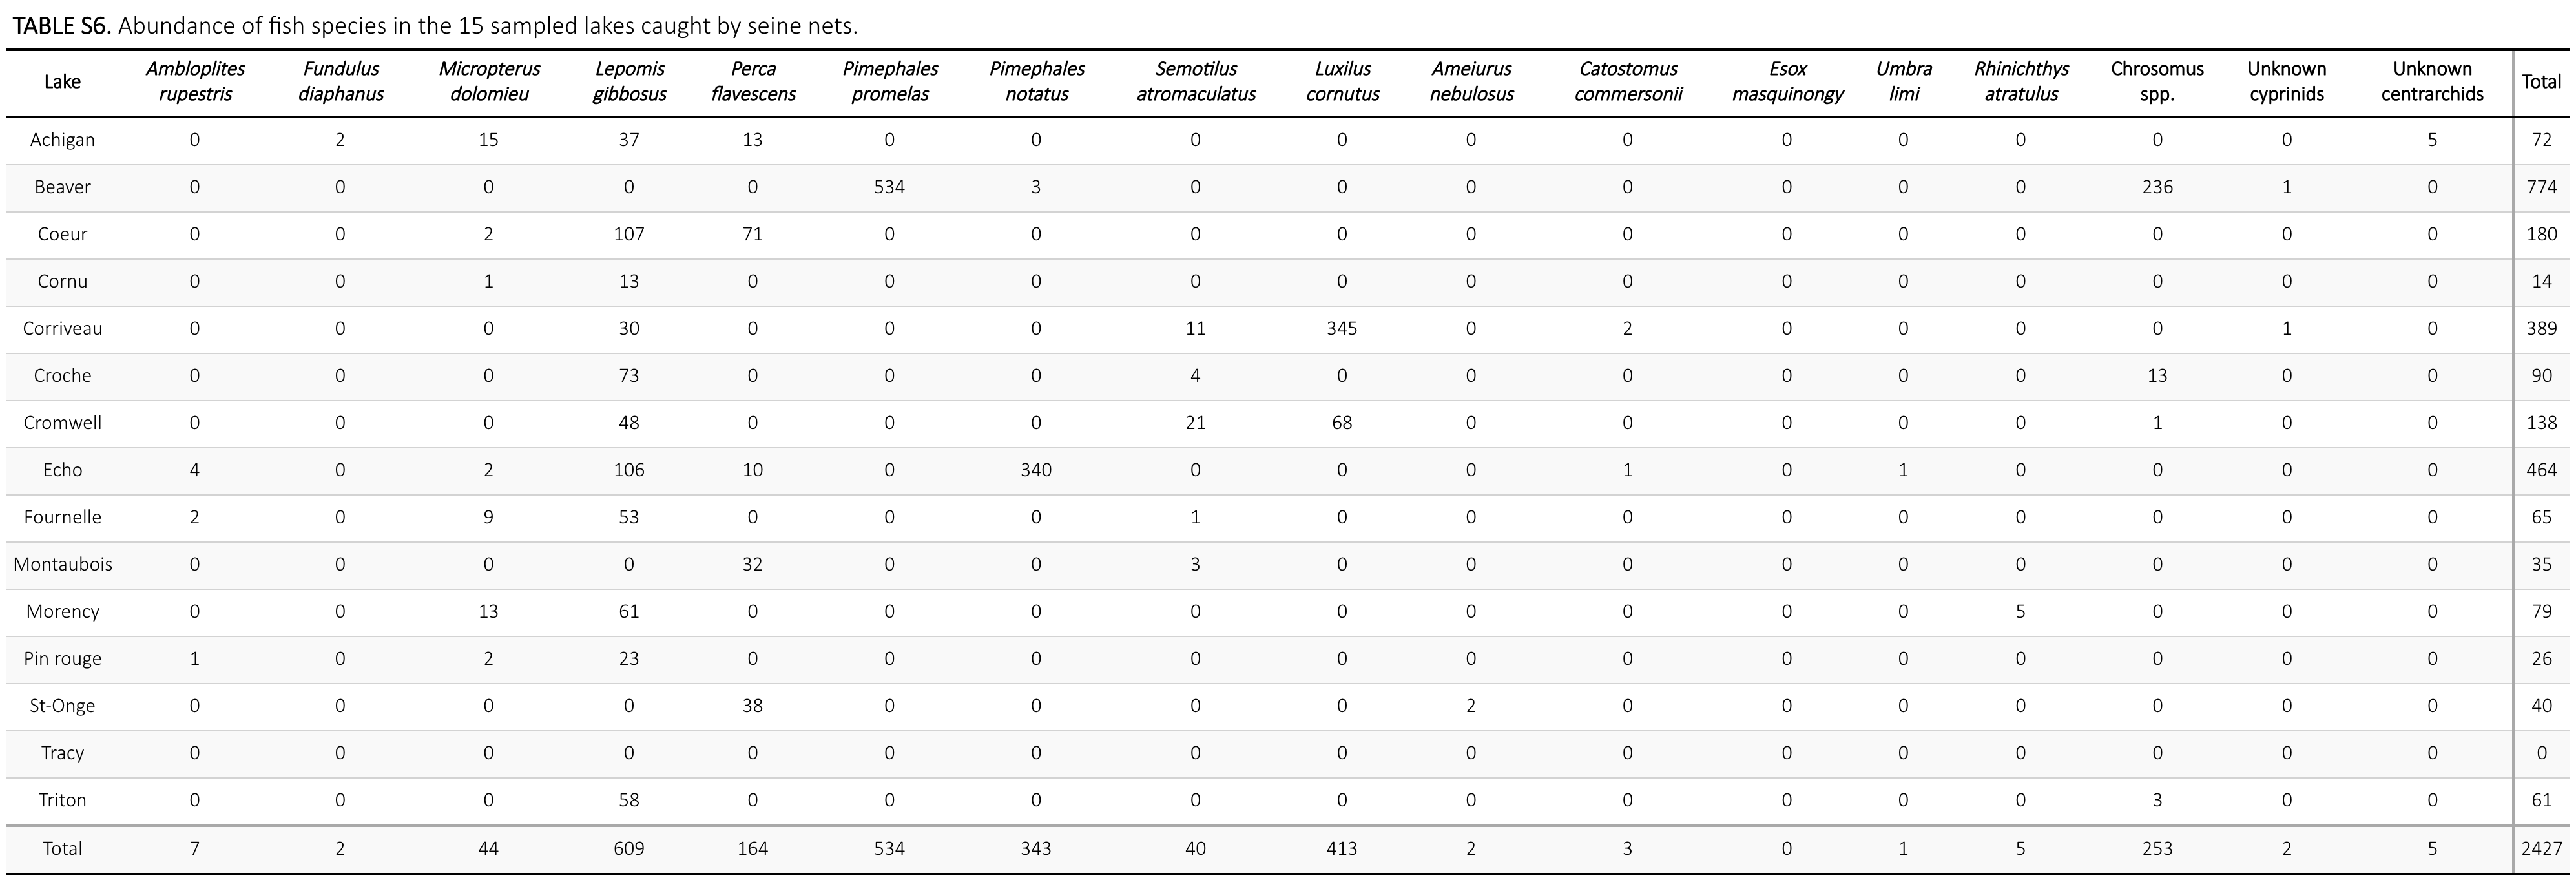 TABLE S6. Abundance of fish species in the 15 sampled lakes caught by seine nets.
Lake Ambloplites rupestris Fundulus diaphanus Micropterus dolomieu Lepomis gibbosus Perca flavescens Pimephales promelas Pimephales notatus Semotilus atromaculatus Luxilus cornutus Ameiurus nebulosus Catostomus commersonii Esox masquinongy Umbra limi Rhinichthys atratulus Chrosomus spp. Unknown cyprinids Unknown centrarchids Total
Achigan 0 2 15 37 13 0 0 0 0 0 0 0 0 0 0 0 5 72
Beaver 0 0 0 0 0 534 3 0 0 0 0 0 0 0 236 1 0 774
Coeur 0 0 2 107 71 0 0 0 0 0 0 0 0 0 0 0 0 180
Cornu 0 0 1 13 0 0 0 0 0 0 0 0 0 0 0 0 0 14
Corriveau 0 0 0 30 0 0 0 11 345 0 2 0 0 0 0 1 0 389
Croche 0 0 0 73 0 0 0 4 0 0 0 0 0 0 13 0 0 90
Cromwell 0 0 0 48 0 0 0 21 68 0 0 0 0 0 1 0 0 138
Echo 4 0 2 106 10 0 340 0 0 0 1 0 1 0 0 0 0 464
Fournelle 2 0 9 53 0 0 0 1 0 0 0 0 0 0 0 0 0 65
Montaubois 0 0 0 0 32 0 0 3 0 0 0 0 0 0 0 0 0 35
Morency 0 0 13 61 0 0 0 0 0 0 0 0 0 5 0 0 0 79
Pin rouge 1 0 2 23 0 0 0 0 0 0 0 0 0 0 0 0 0 26
St-Onge 0 0 0 0 38 0 0 0 0 2 0 0 0 0 0 0 0 40
Tracy 0 0 0 0 0 0 0 0 0 0 0 0 0 0 0 0 0 0
Triton 0 0 0 58 0 0 0 0 0 0 0 0 0 0 3 0 0 61
Total 7 2 44 609 164 534 343 40 413 2 3 0 1 5 253 2 5 2427